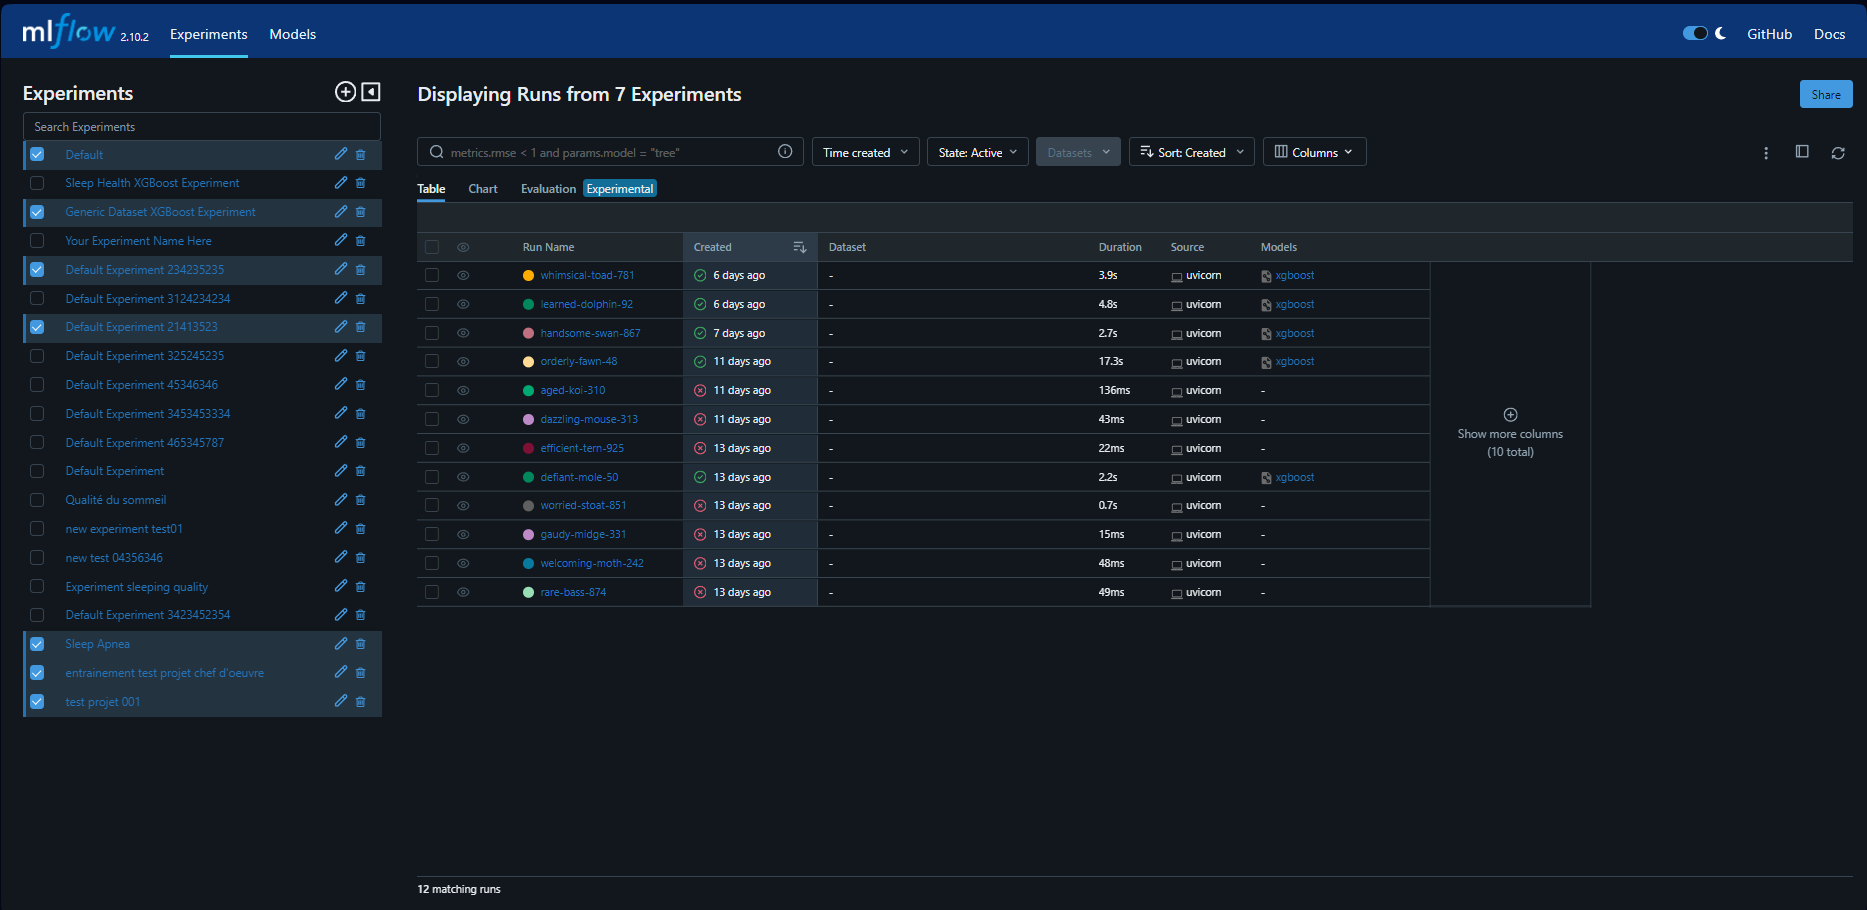 mlflow 2.10.2 Experiments Models GitHub Docs
Experiments
Search Experiments
Default
Sleep Health XGBoost Experiment
Generic Dataset XGBoost Experiment
Your Experiment Name Here
Default Experiment 234235235
Default Experiment 3124234234
Default Experiment 21413523
Default Experiment 325245235
Default Experiment 45346346
Default Experiment 3453453334
Default Experiment 465345787
Default Experiment
Qualité du sommeil
new experiment test01
new test 04356346
Experiment sleeping quality
Default Experiment 3423452354
Sleep Apnea
entrainement test projet chef d'oeuvre
test projet 001
Displaying Runs from 7 Experiments
Share
metrics.rmse < 1 and params.model = "tree" Time created State: Active Datasets Sort: Created Columns
Table Chart Evaluation Experimental
Run Name Created Dataset Duration Source Models
whimsical-toad-781 6 days ago - 3.9s uvicorn xgboost
learned-dolphin-92 6 days ago - 4.8s uvicorn xgboost
handsome-swan-867 7 days ago - 2.7s uvicorn xgboost
orderly-fawn-48 11 days ago - 17.3s uvicorn xgboost
aged-koi-310 11 days ago - 136ms uvicorn -
dazzling-mouse-313 11 days ago - 43ms uvicorn -
efficient-tern-925 13 days ago - 22ms uvicorn -
defiant-mole-50 13 days ago - 2.2s uvicorn xgboost
worried-stoat-851 13 days ago - 0.7s uvicorn -
gaudy-midge-331 13 days ago - 15ms uvicorn -
welcoming-moth-242 13 days ago - 48ms uvicorn -
rare-bass-874 13 days ago - 49ms uvicorn -
Show more columns
(10 total)
12 matching runs